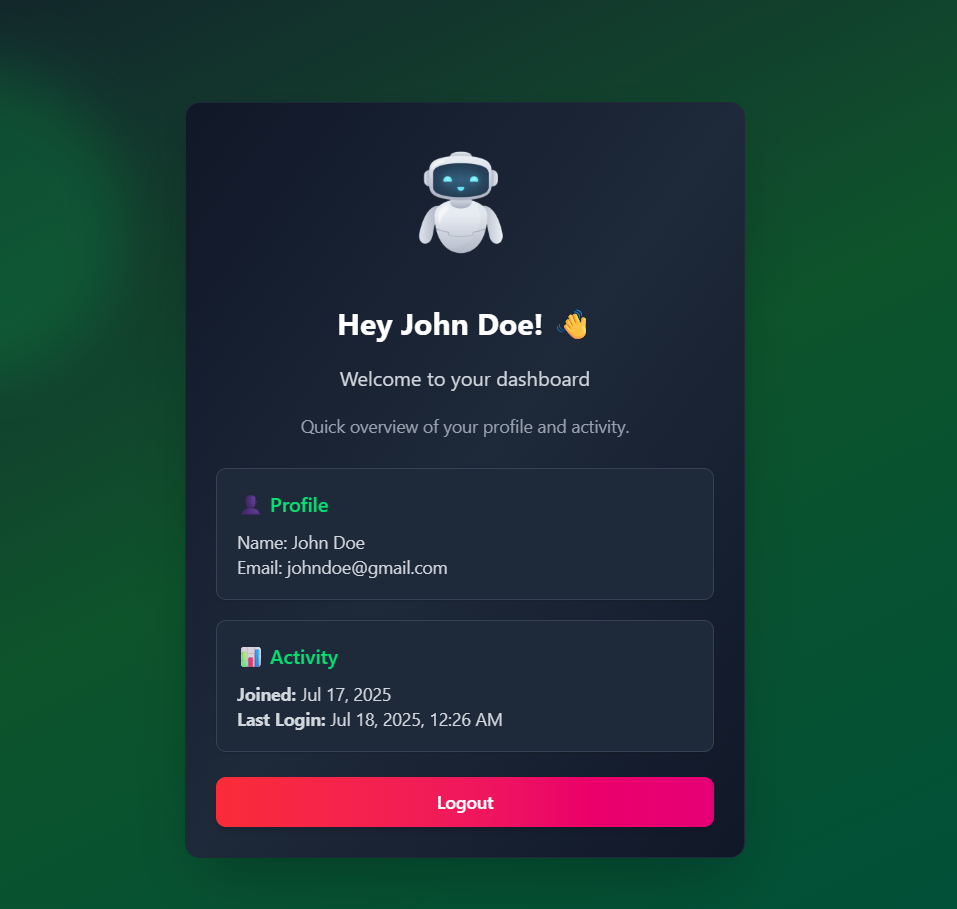 Hey John Doe! 👋
Welcome to your dashboard
Quick overview of your profile and activity.
👤 Profile
Name: John Doe
Email: johndoe@gmail.com
📊 Activity
Joined: Jul 17, 2025
Last Login: Jul 18, 2025, 12:26 AM
Logout